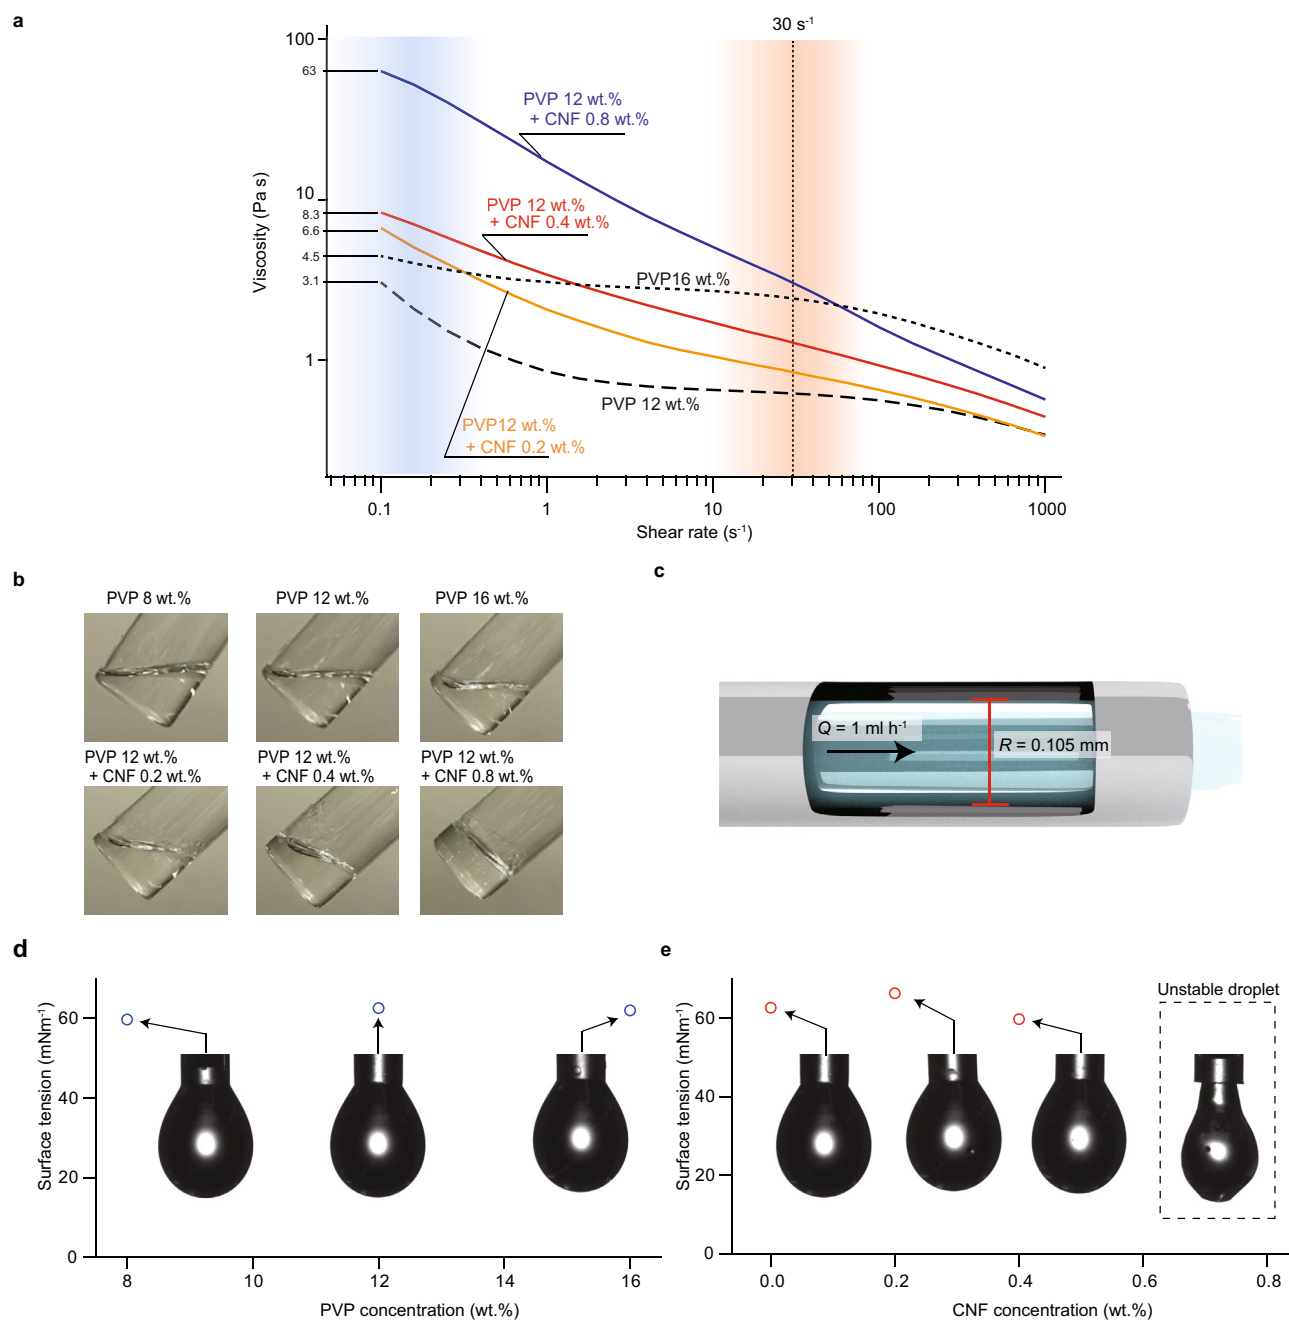 a
30 s⁻¹
100
63
10
8.3
6.6
4.5
3.1
1
Viscosity (Pa s)
PVP 12 wt.%
+ CNF 0.8 wt.%
PVP 12 wt.%
+ CNF 0.4 wt.%
PVP16 wt.%
PVP 12 wt.%
PVP12 wt.%
+ CNF 0.2 wt.%
0.1
1
10
100
1000
Shear rate (s⁻¹)
b
PVP 8 wt.%
PVP 12 wt.%
PVP 16 wt.%
PVP 12 wt.%
+ CNF 0.2 wt.%
PVP 12 wt.%
+ CNF 0.4 wt.%
PVP 12 wt.%
+ CNF 0.8 wt.%
c
Q = 1 ml h⁻¹
R = 0.105 mm
d
Surface tension (mNm⁻¹)
60
40
20
0
8
10
12
14
16
PVP concentration (wt.%)
e
Surface tension (mNm⁻¹)
60
40
20
0
Unstable droplet
0.0
0.2
0.4
0.6
0.8
CNF concentration (wt.%)